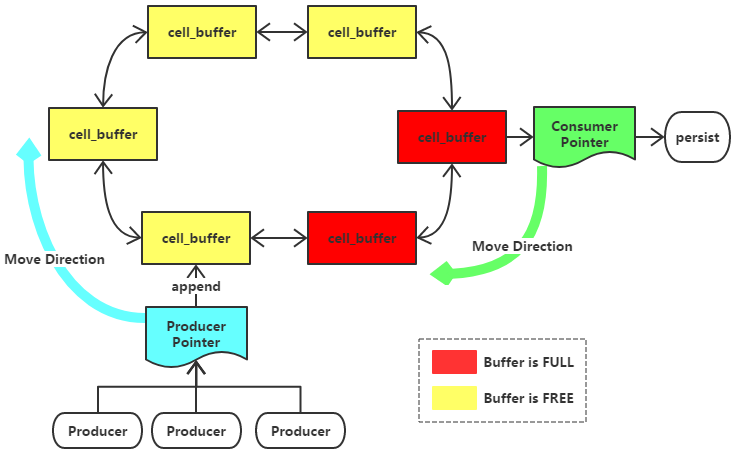 cell_buffer
cell_buffer
cell_buffer
cell_buffer
Consumer
Pointer
persist
cell_buffer
cell_buffer
Move Direction
Move Direction
append
Producer
Pointer
Buffer is FULL
Buffer is FREE
Producer
Producer
Producer